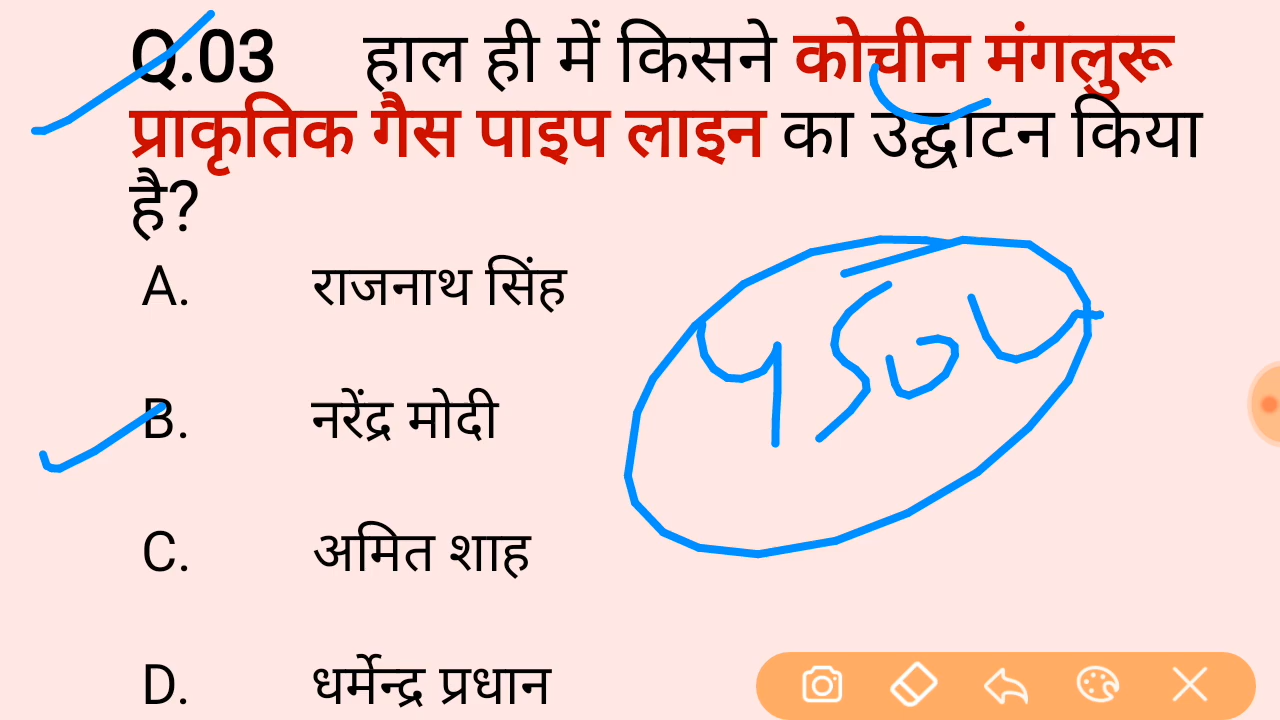 Q.03 हाल ही में किसने कोचीन मंगलुरू
प्राकृतिक गैस पाइप लाइन का उद्घाटन किया
है?
A. राजनाथ सिंह
B. नरेंद्र मोदी
C. अमित शाह
D. धर्मेन्द्र प्रधान